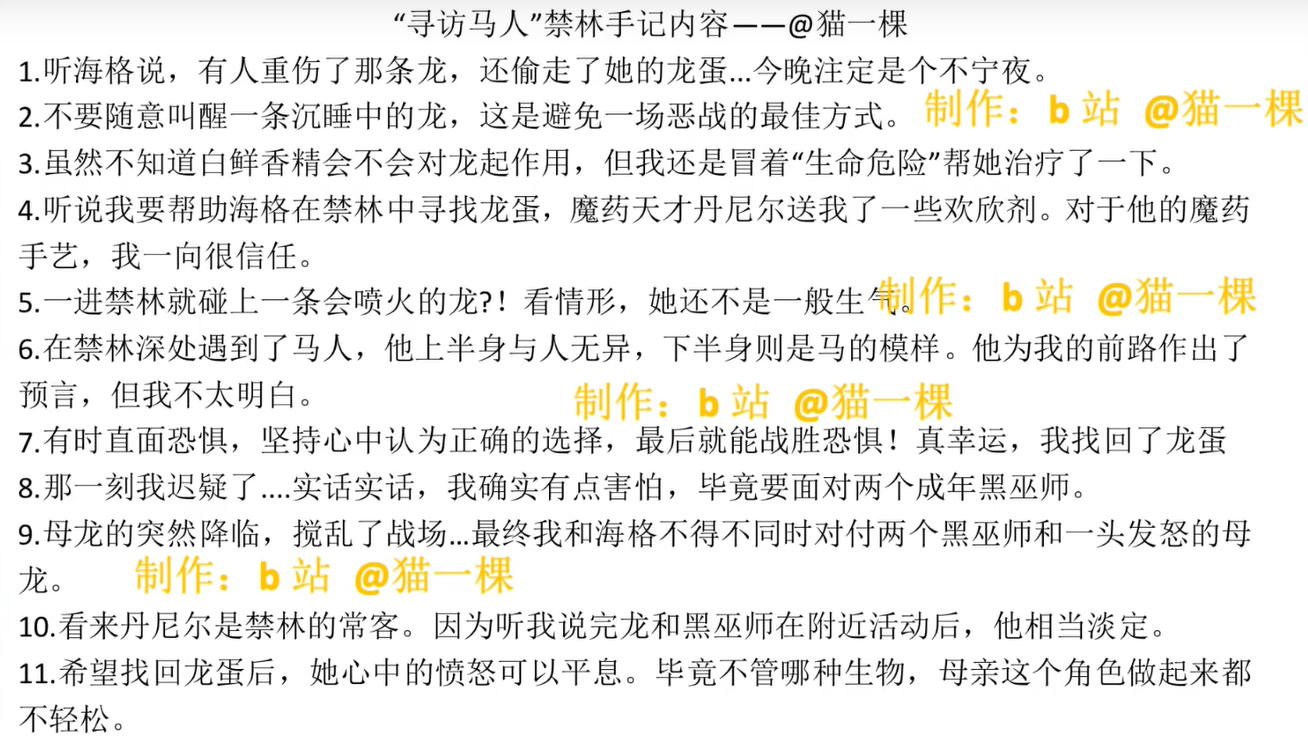 “寻访马人”禁林手记内容——@猫一棵
1.听海格说，有人重伤了那条龙，还偷走了她的龙蛋...今晚注定是个不宁夜。
2.不要随意叫醒一条沉睡中的龙，这是避免一场恶战的最佳方式。
制作：b站 @猫一棵
3.虽然不知道白鲜香精会不会对龙起作用，但我还是冒着“生命危险”帮她治疗了一下。
4.听说我要帮助海格在禁林中寻找龙蛋，魔药天才丹尼尔送我了一些欢欣剂。对于他的魔药
手艺，我一向很信任。
5.一进禁林就碰上一条会喷火的龙?！看情形，她还不是一般生气。
制作：b站 @猫一棵
6.在禁林深处遇到了马人，他上半身与人无异，下半身则是马的模样。他为我的前路作出了
预言，但我不太明白。
制作：b站 @猫一棵
7.有时直面恐惧，坚持心中认为正确的选择，最后就能战胜恐惧！真幸运，我找回了龙蛋
8.那一刻我迟疑了....实话实话，我确实有点害怕，毕竟要面对两个成年黑巫师。
9.母龙的突然降临，搅乱了战场...最终我和海格不得不同时对付两个黑巫师和一头发怒的母
龙。
制作：b站 @猫一棵
10.看来丹尼尔是禁林的常客。因为听我说完龙和黑巫师在附近活动后，他相当淡定。
11.希望找回龙蛋后，她心中的愤怒可以平息。毕竟不管哪种生物，母亲这个角色做起来都
不轻松。